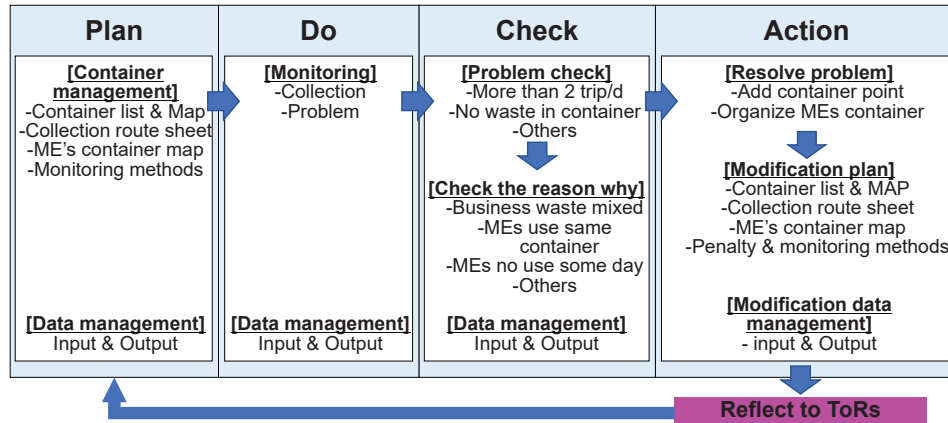 Plan
[Container
management]
-Container list & Map
-Collection route sheet
-ME's container map
-Monitoring methods
[Data management]
Input & Output
Do
[Monitoring]
-Collection
-Problem
[Data management]
Input & Output
Check
[Problem check]
-More than 2 trip/d
-No waste in container
-Others
[Check the reason why]
-Business waste mixed
-MEs use same
container
-MEs no use some day
-Others
[Data management]
Input & Output
Action
[Resolve problem]
-Add container point
-Organize MEs container
[Modification plan]
-Container list & MAP
-Collection route sheet
-ME's container map
-Penalty & monitoring methods
[Modification data
management]
- input & Output
Reflect to ToRs